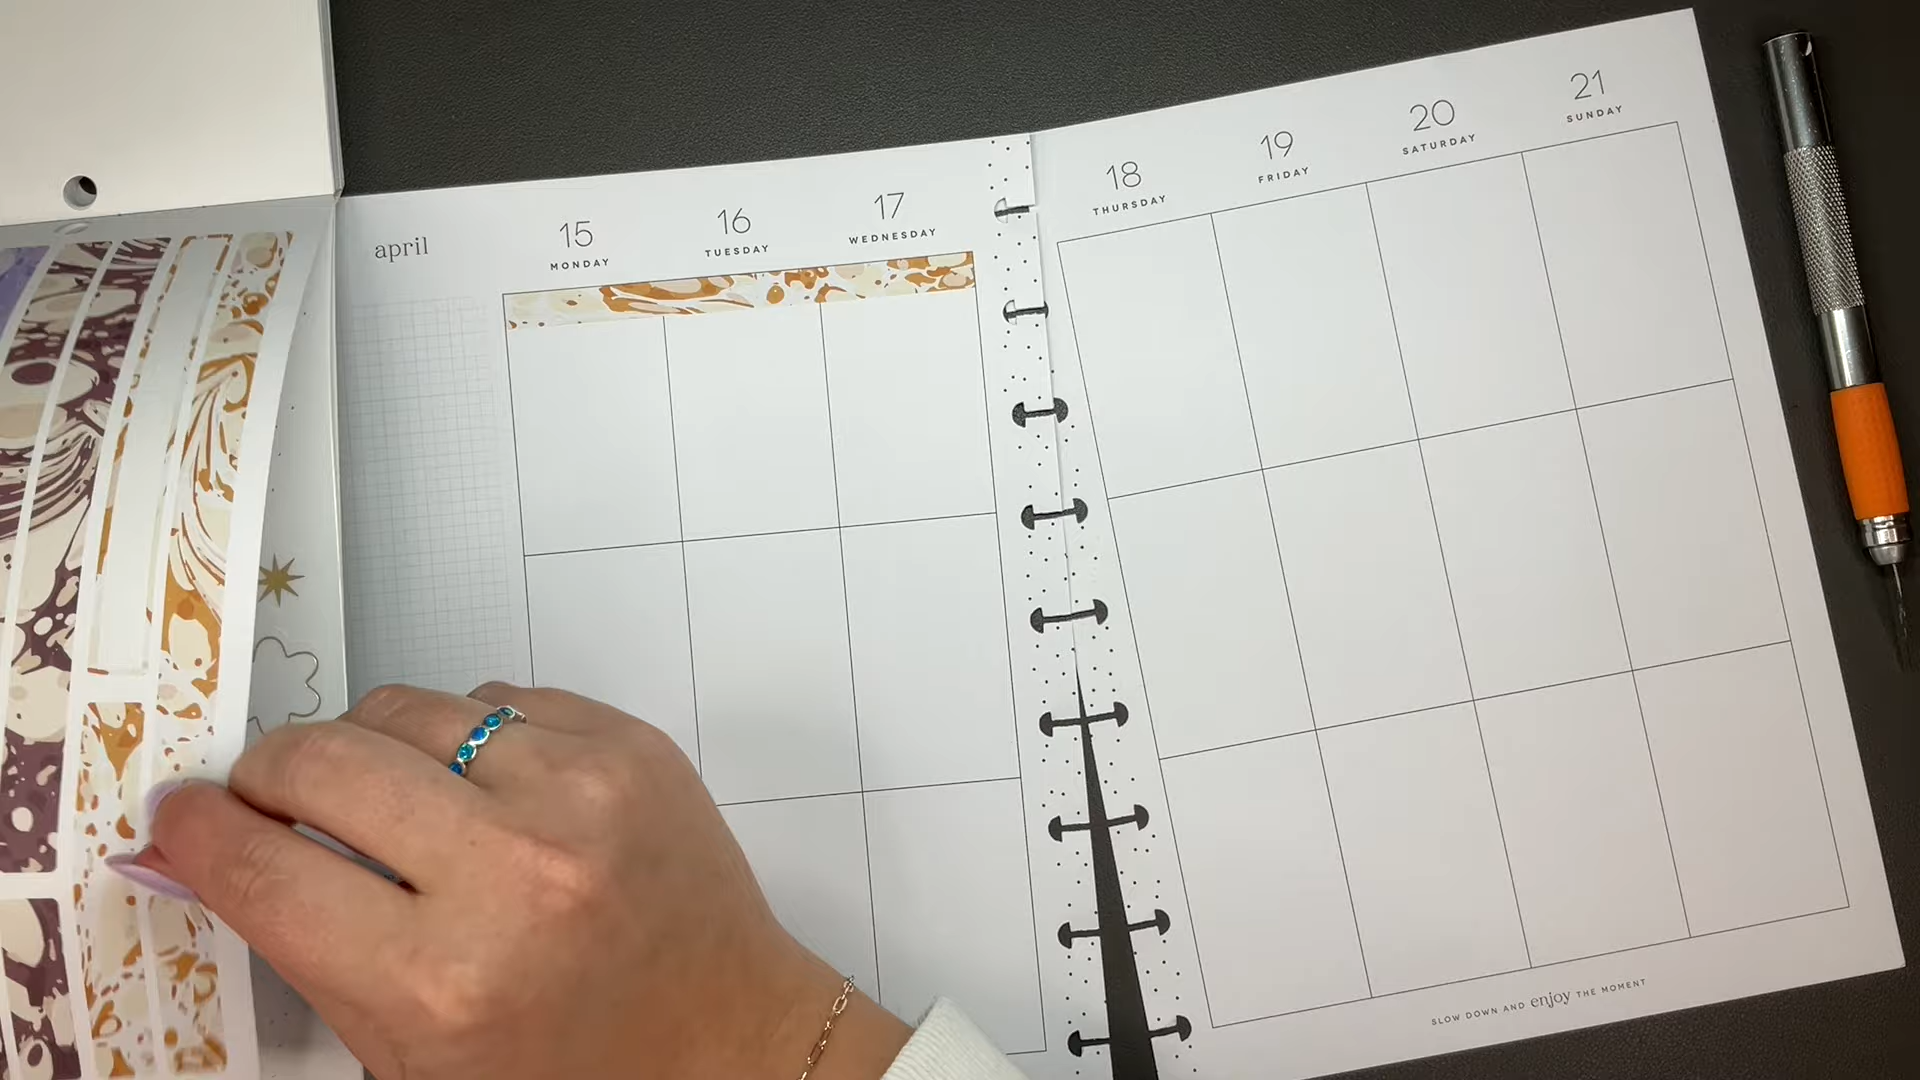 april
15
MONDAY
16
TUESDAY
17
WEDNESDAY
18
THURSDAY
19
FRIDAY
20
SATURDAY
21
SUNDAY
SLOW DOWN AND enjoy THE MOMENT